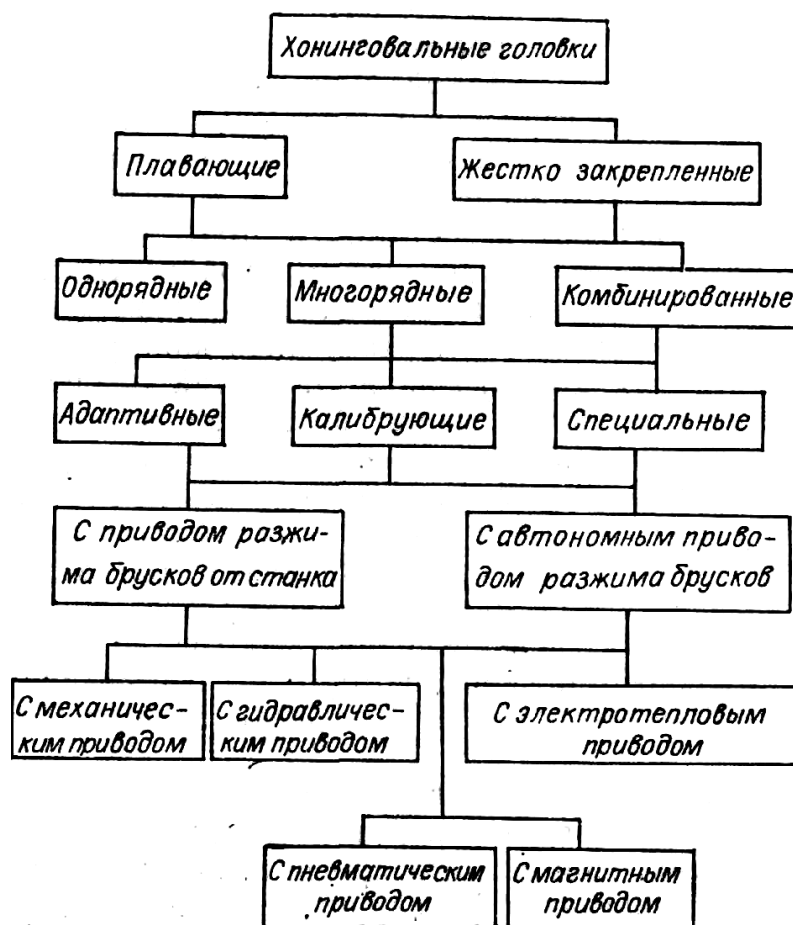 Хонинговальные головки
Плавающие
Жестко закрепленные
Однорядные
Многорядные
Комбинированные
Адаптивные
Калибрующие
Специальные
С приводом разжи-
ма брусков от станка
С автономным приво-
дом разжима брусков
С механичес-
ким приводом
С гидравличес-
ким приводом
С электротепловым
приводом
С пневматическим
приводом
С магнитным
приводом